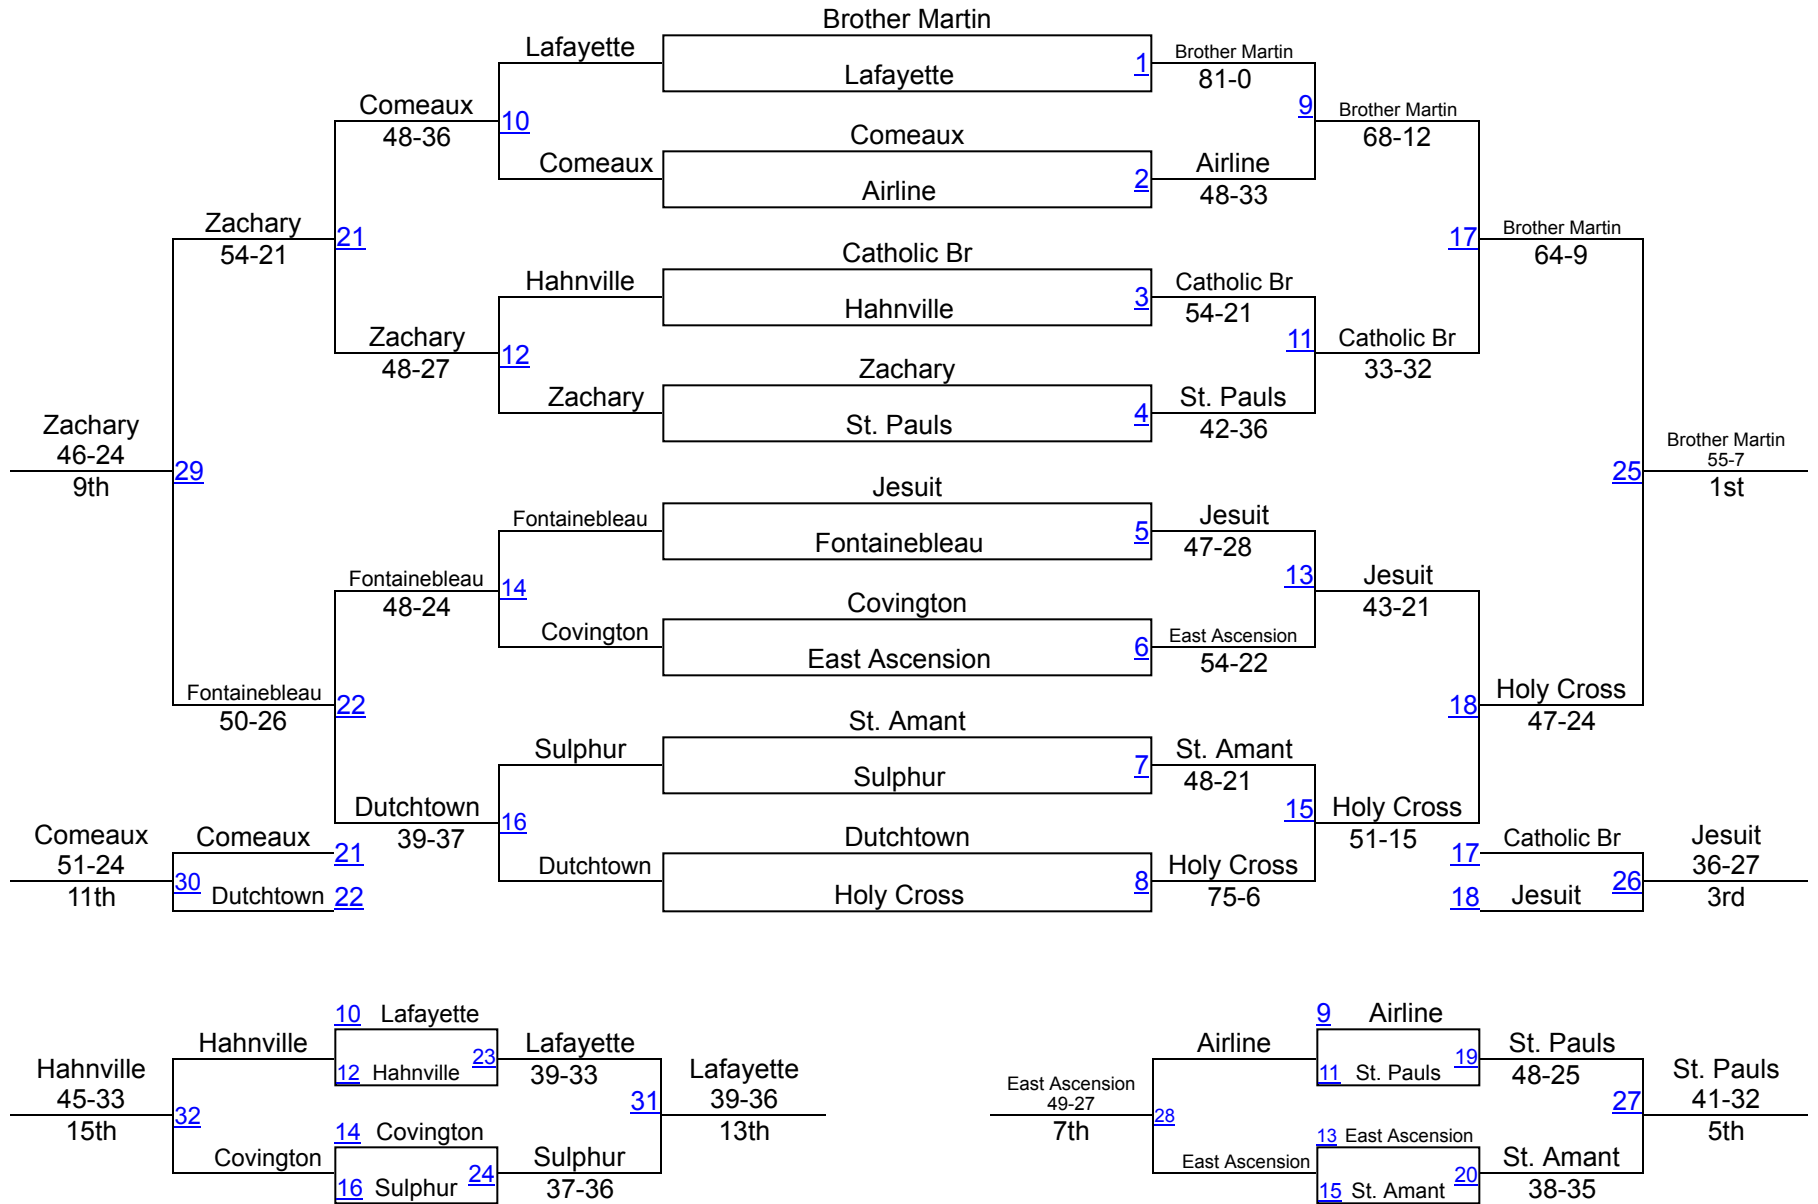 Brother Martin
Lafayette
Lafayette
1
Brother Martin
81-0
Comeaux
48-36
10
9
Brother Martin
68-12
Comeaux
Comeaux
Airline
2
Airline
48-33
Zachary
54-21
21
17
Brother Martin
64-9
Catholic Br
Hahnville
Hahnville
3
Catholic Br
54-21
Zachary
48-27
12
11
Catholic Br
33-32
Zachary
Zachary
St. Pauls
4
St. Pauls
42-36
Zachary
46-24
9th
29
25
Brother Martin
55-7
1st
Jesuit
Fontainebleau
Fontainebleau
5
Jesuit
47-28
Fontainebleau
48-24
14
13
Jesuit
43-21
Covington
Covington
East Ascension
6
East Ascension
54-22
Fontainebleau
50-26
22
18
Holy Cross
47-24
St. Amant
Sulphur
Sulphur
7
St. Amant
48-21
Dutchtown
39-37
16
15
Holy Cross
51-15
Dutchtown
Dutchtown
Holy Cross
8
Holy Cross
75-6
Comeaux
51-24
11th
30
Comeaux
21
Dutchtown
22
17
Catholic Br
18
Jesuit
26
Jesuit
36-27
3rd
10 Lafayette
12 Hahnville
23
Hahnville
Lafayette
39-33
Hahnville
45-33
15th
32
31
Lafayette
39-36
13th
14 Covington
16 Sulphur
24
Covington
Sulphur
37-36
9 Airline
11 St. Pauls
19
Airline
St. Pauls
48-25
East Ascension
49-27
7th
28
27
St. Pauls
41-32
5th
13 East Ascension
15 St. Amant
20
East Ascension
St. Amant
38-35